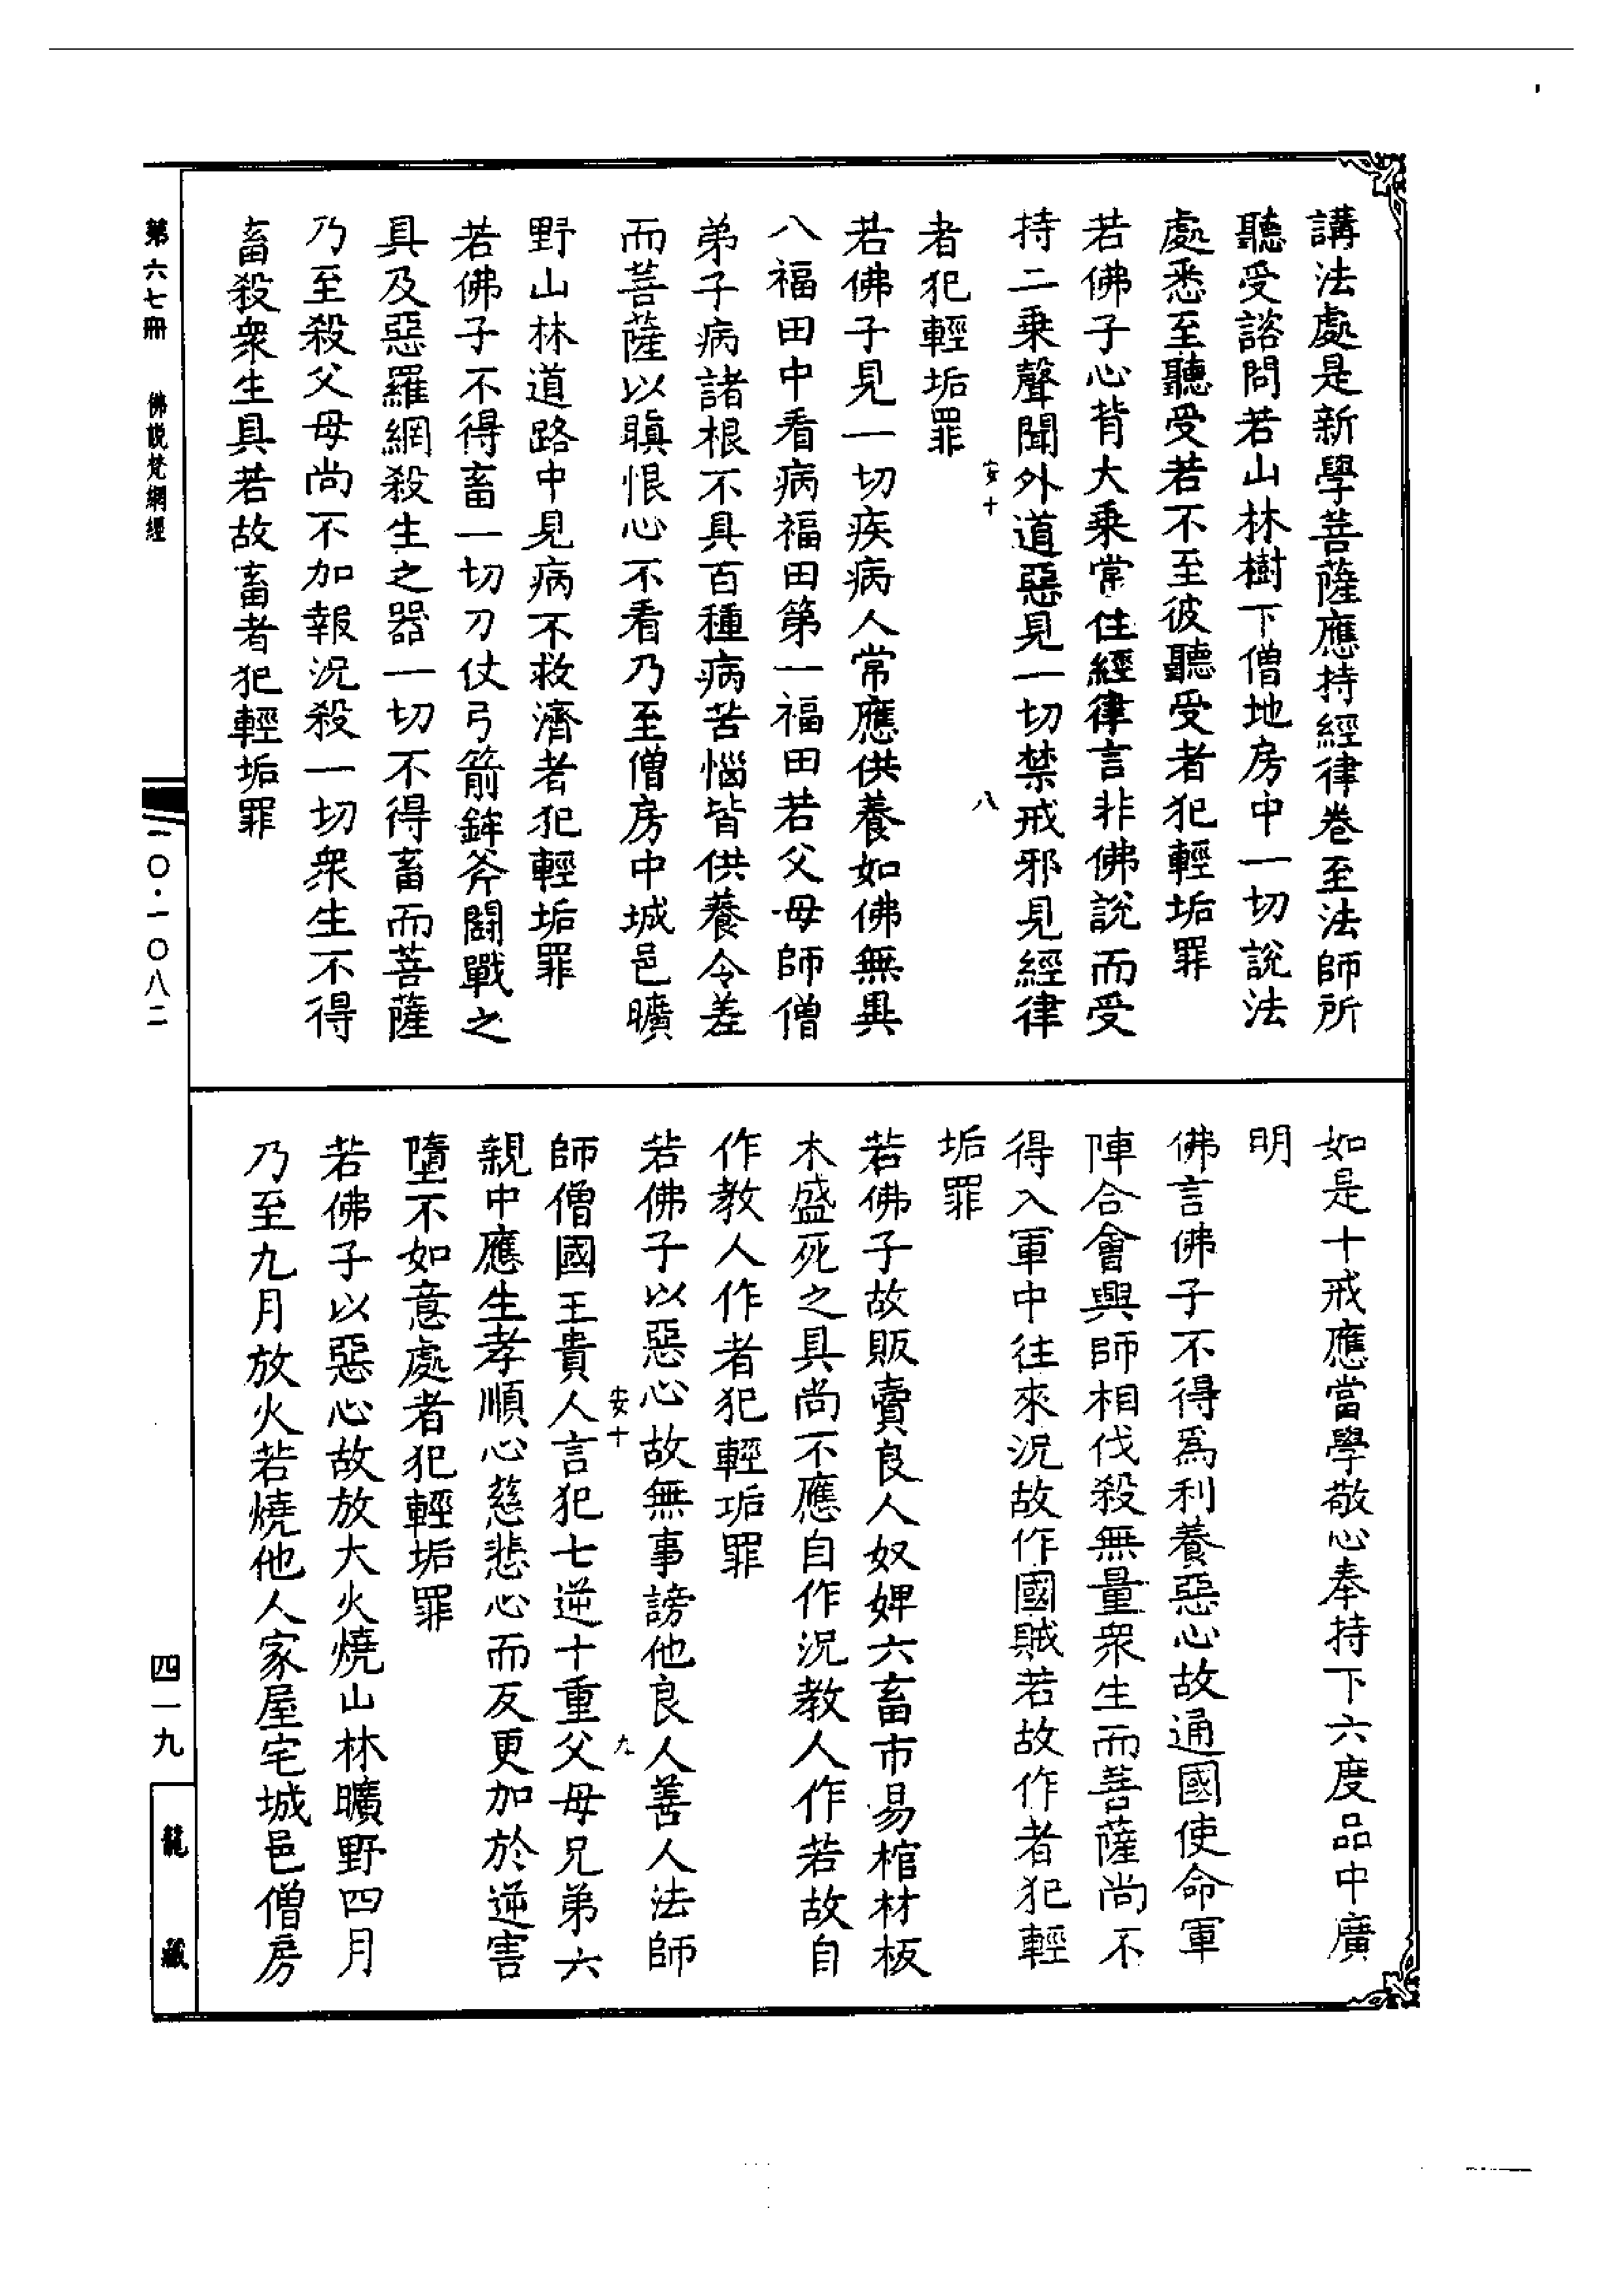 講法處是新學菩薩應持經律卷至法師所
聽受諮問若山林樹下僧地房中一切說法
處悉至聽受若不至彼聽受者犯輕垢罪
若佛子心背大乘常住經律言非佛說而受
持二乘聲聞外道惡見一切禁戒邪見經律
安十 八
者犯輕垢罪
若佛子見一切疾病人常應供養如佛無異
八福田中看病福田第一福田若父母師僧
弟子病諸根不具百種病苦惱皆供養令差
而菩薩以瞋恨心不看乃至僧房中城邑曠
野山林道路中見病不救濟者犯輕垢罪
若佛子不得畜一切刀仗弓箭鉾斧鬪戰之
具及惡羅網殺生之器一切不得畜而菩薩
乃至殺父母尚不加報況殺一切眾生不得
畜殺眾生具若故畜者犯輕垢罪
如是十戒應當學敬心奉持下六度品中廣
明
佛言佛子不得為利養惡心故通國使命軍
陣合會興師相伐殺無量眾生而菩薩尚不
得入軍中往來況故作國賊若故作者犯輕
垢罪
若佛子故販賣良人奴婢六畜市易棺材板
木盛死之具尚不應自作況教人作若故自
作教人作者犯輕垢罪
若佛子以惡心故無事謗他良人善人法師
安十 九
師僧國王貴人言犯七逆十重父母兄弟六
親中應生孝順心慈悲心而反更加於逆害
墮不如意處者犯輕垢罪
若佛子以惡心故放大火燒山林曠野四月
乃至九月放火若燒他人家屋宅城邑僧房
第六七冊 佛說梵網經
一〇·一〇八二
四一九
龍藏